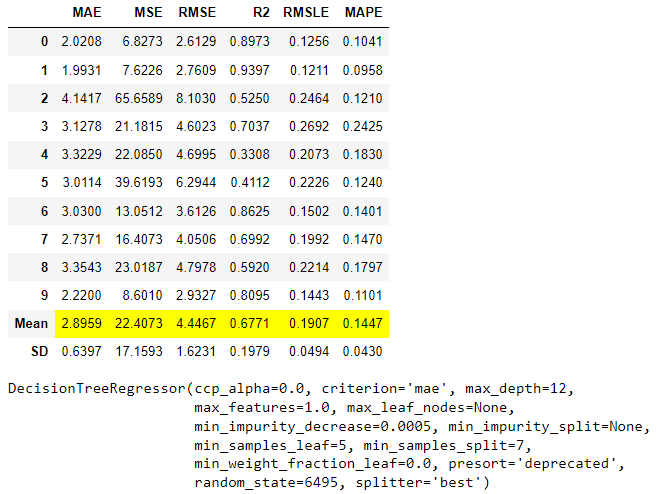 MAE MSE RMSE R2 RMSLE MAPE
0 2.0208 6.8273 2.6129 0.8973 0.1256 0.1041
1 1.9931 7.6226 2.7609 0.9397 0.1211 0.0958
2 4.1417 65.6589 8.1030 0.5250 0.2464 0.1210
3 3.1278 21.1815 4.6023 0.7037 0.2692 0.2425
4 3.3229 22.0850 4.6995 0.3308 0.2073 0.1830
5 3.0114 39.6193 6.2944 0.4112 0.2226 0.1240
6 3.0300 13.0512 3.6126 0.8625 0.1502 0.1401
7 2.7371 16.4073 4.0506 0.6992 0.1992 0.1470
8 3.3543 23.0187 4.7978 0.5920 0.2214 0.1797
9 2.2200 8.6010 2.9327 0.8095 0.1443 0.1101
Mean 2.8959 22.4073 4.4467 0.6771 0.1907 0.1447
SD 0.6397 17.1593 1.6231 0.1979 0.0494 0.0430
DecisionTreeRegressor(ccp_alpha=0.0, criterion='mae', max_depth=12,
max_features=1.0, max_leaf_nodes=None,
min_impurity_decrease=0.0005, min_impurity_split=None,
min_samples_leaf=5, min_samples_split=7,
min_weight_fraction_leaf=0.0, presort='deprecated',
random_state=6495, splitter='best')